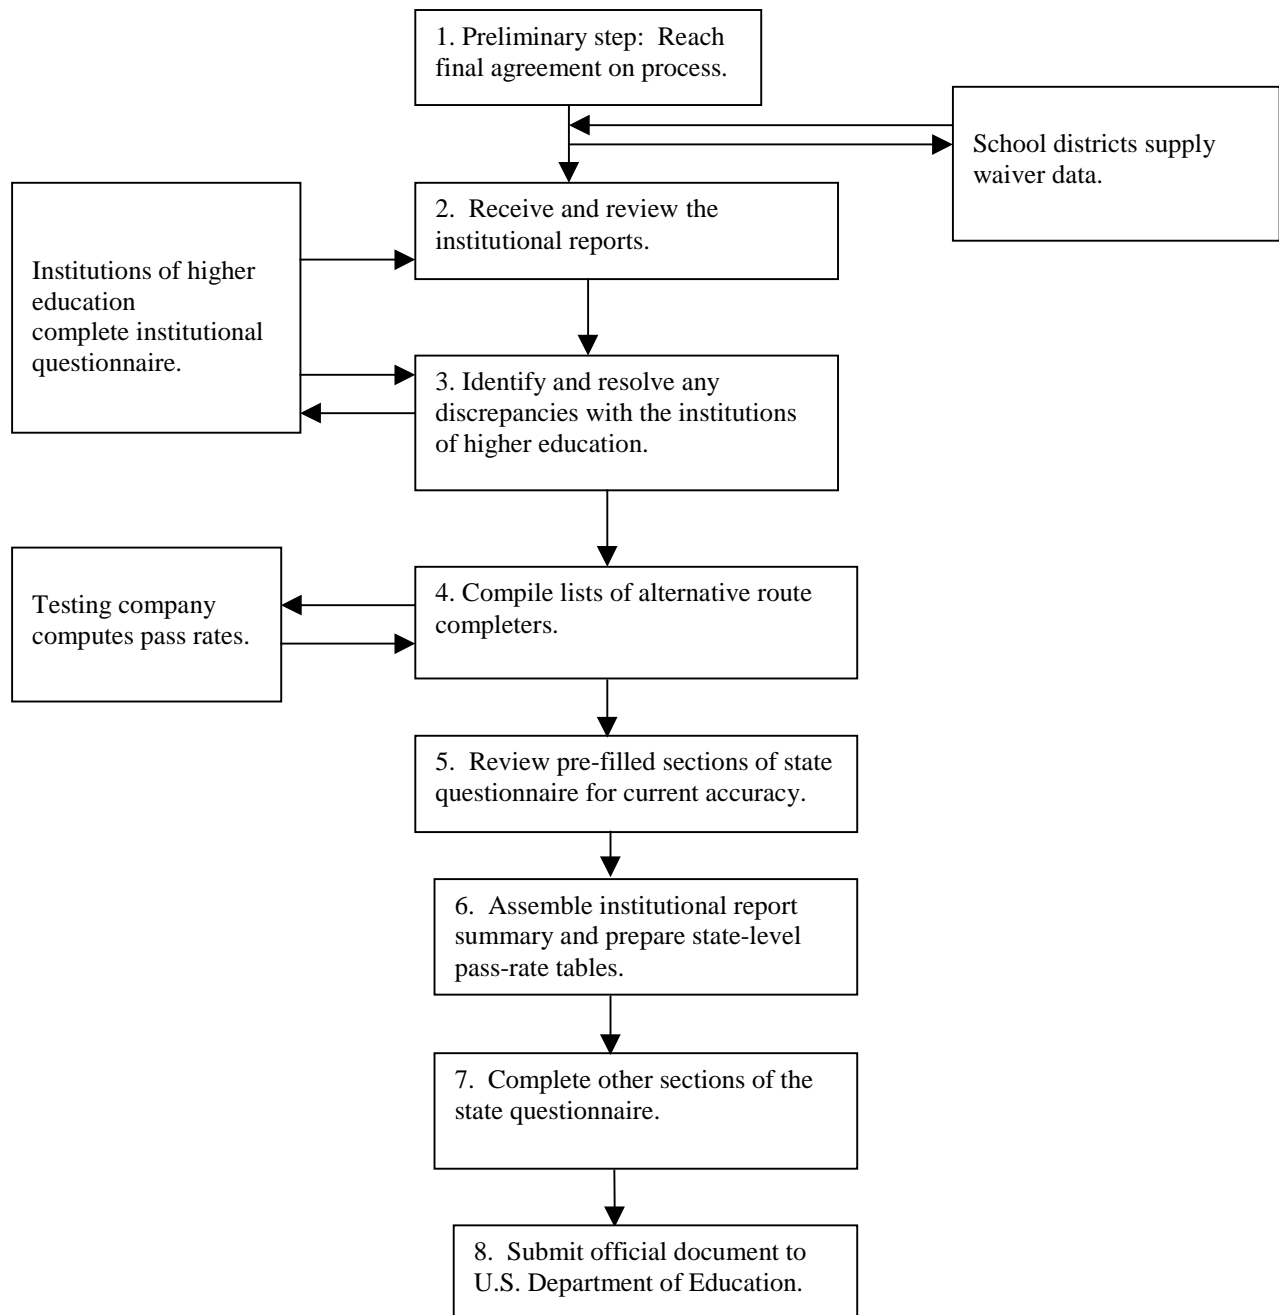 1. Preliminary step:  Reach
final agreement on process.
School districts supply
waiver data.
2.  Receive and review the
institutional reports.
Institutions of higher
education
complete institutional
questionnaire.
3. Identify and resolve any
discrepancies with the institutions
of higher education.
Testing company
computes pass rates.
4. Compile lists of alternative route
completers.
5.  Review pre-filled sections of state
questionnaire for current accuracy.
6.  Assemble institutional report
summary and prepare state-level
pass-rate tables.
7.  Complete other sections of the
state questionnaire.
8.  Submit official document to
U.S. Department of Education.